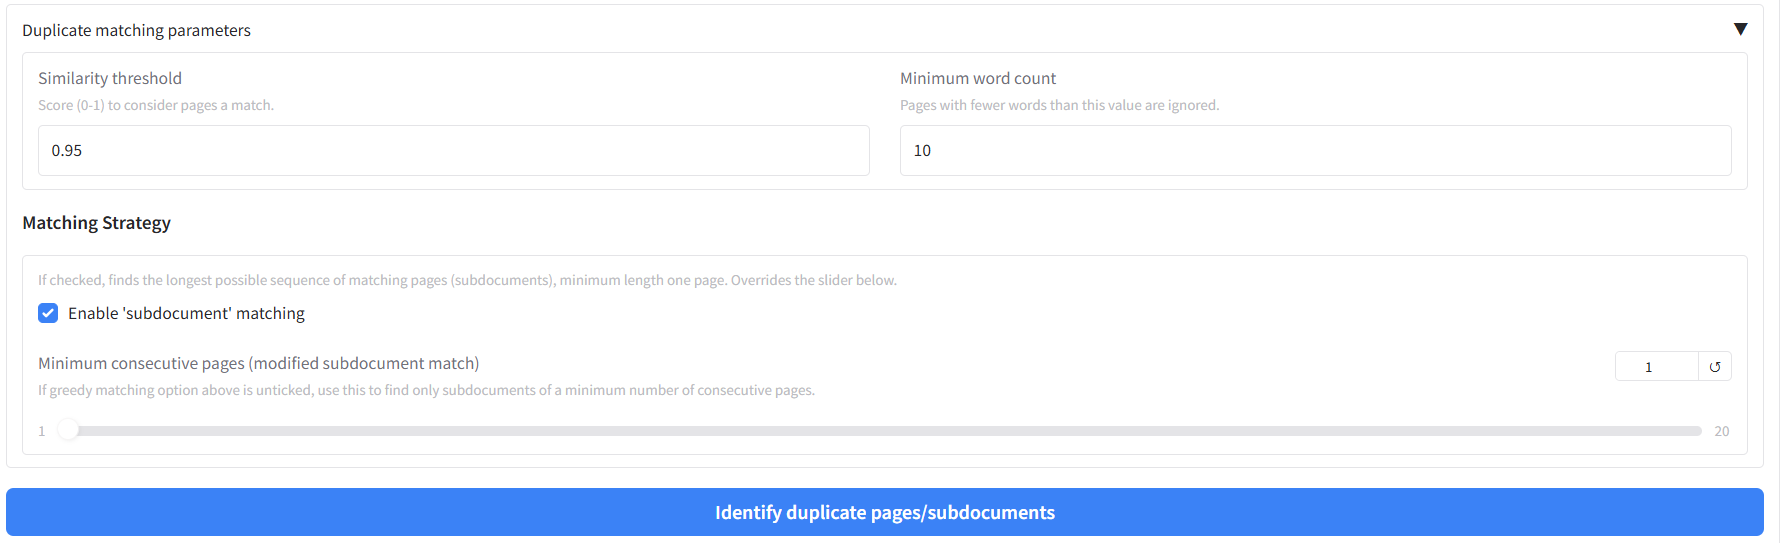 Duplicate matching parameters
Similarity threshold
Score (0-1) to consider pages a match.
0.95
Minimum word count
Pages with fewer words than this value are ignored.
10
Matching Strategy
If checked, finds the longest possible sequence of matching pages (subdocuments), minimum length one page. Overrides the slider below.
Enable 'subdocument' matching
Minimum consecutive pages (modified subdocument match)
1
If greedy matching option above is unticked, use this to find only subdocuments of a minimum number of consecutive pages.
1
20
Identify duplicate pages/subdocuments